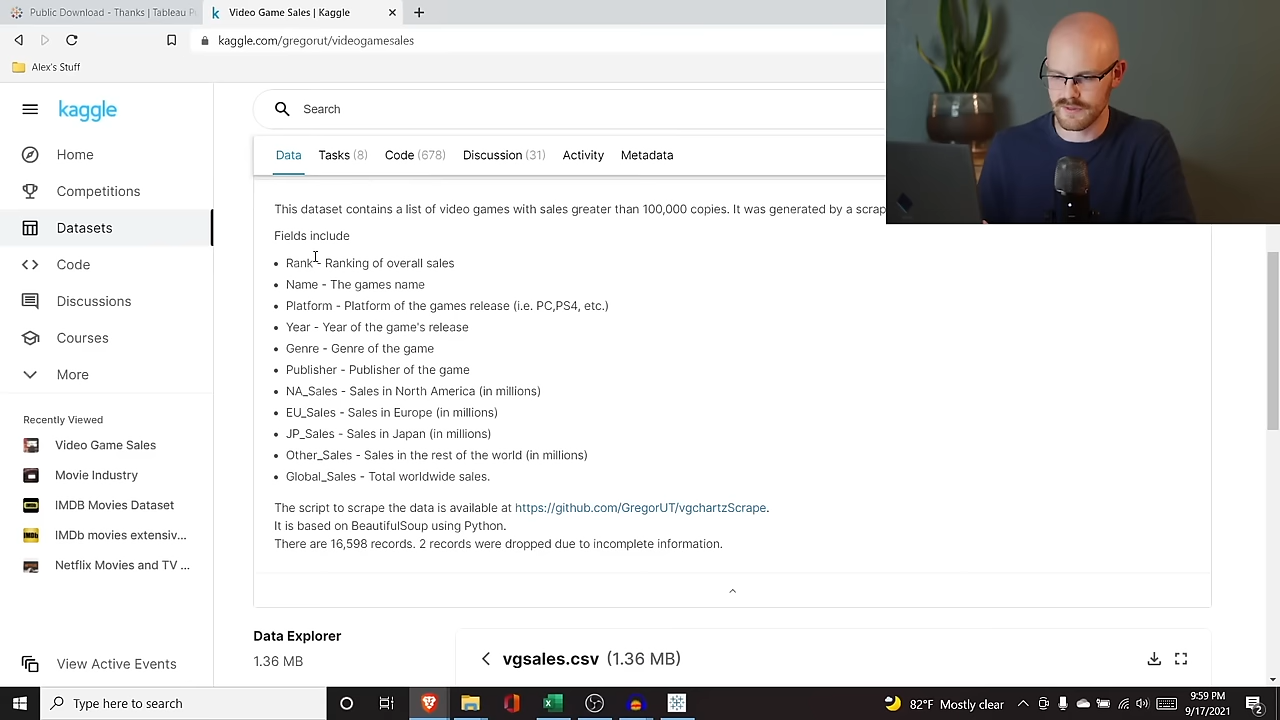 Public Download - Thanks | Tableau P
Video Game Sales | Kaggle
kaggle.com/gregorut/videogamesales
Alex's Stuff
kaggle
Search
Home
Competitions
Datasets
Code
Discussions
Courses
More
Recently Viewed
Video Game Sales
Movie Industry
IMDB Movies Dataset
IMDb movies extensiv...
Netflix Movies and TV ...
View Active Events
Data Tasks (8) Code (678) Discussion (31) Activity Metadata
This dataset contains a list of video games with sales greater than 100,000 copies. It was generated by a scrap
Fields include
• Rank - Ranking of overall sales
• Name - The games name
• Platform - Platform of the games release (i.e. PC,PS4, etc.)
• Year - Year of the game's release
• Genre - Genre of the game
• Publisher - Publisher of the game
• NA_Sales - Sales in North America (in millions)
• EU_Sales - Sales in Europe (in millions)
• JP_Sales - Sales in Japan (in millions)
• Other_Sales - Sales in the rest of the world (in millions)
• Global_Sales - Total worldwide sales.
The script to scrape the data is available at https://github.com/GregorUT/vgchartzScrape.
It is based on BeautifulSoup using Python.
There are 16,598 records. 2 records were dropped due to incomplete information.
Data Explorer
1.36 MB
vgsales.csv (1.36 MB)
Type here to search
82°F Mostly clear
9:59 PM
9/17/2021
2